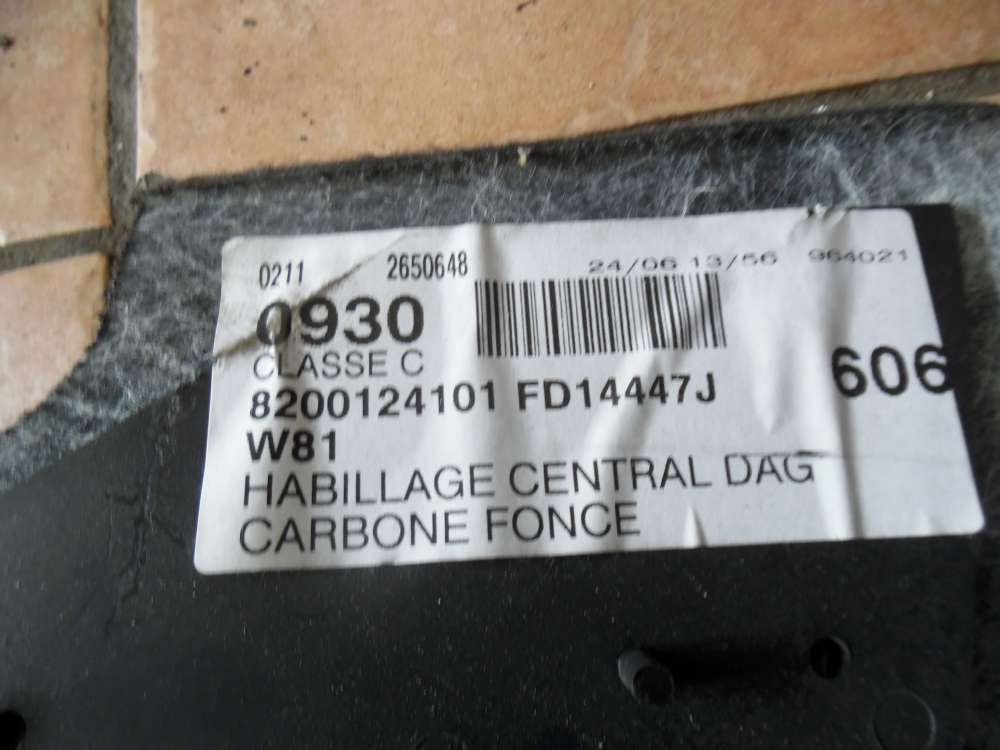 0211 2650648 24/06 13/56 964021
0930
CLASSE C
8200124101 FD14447J 606
W81
HABILLAGE CENTRAL DAG
CARBONE FONCE